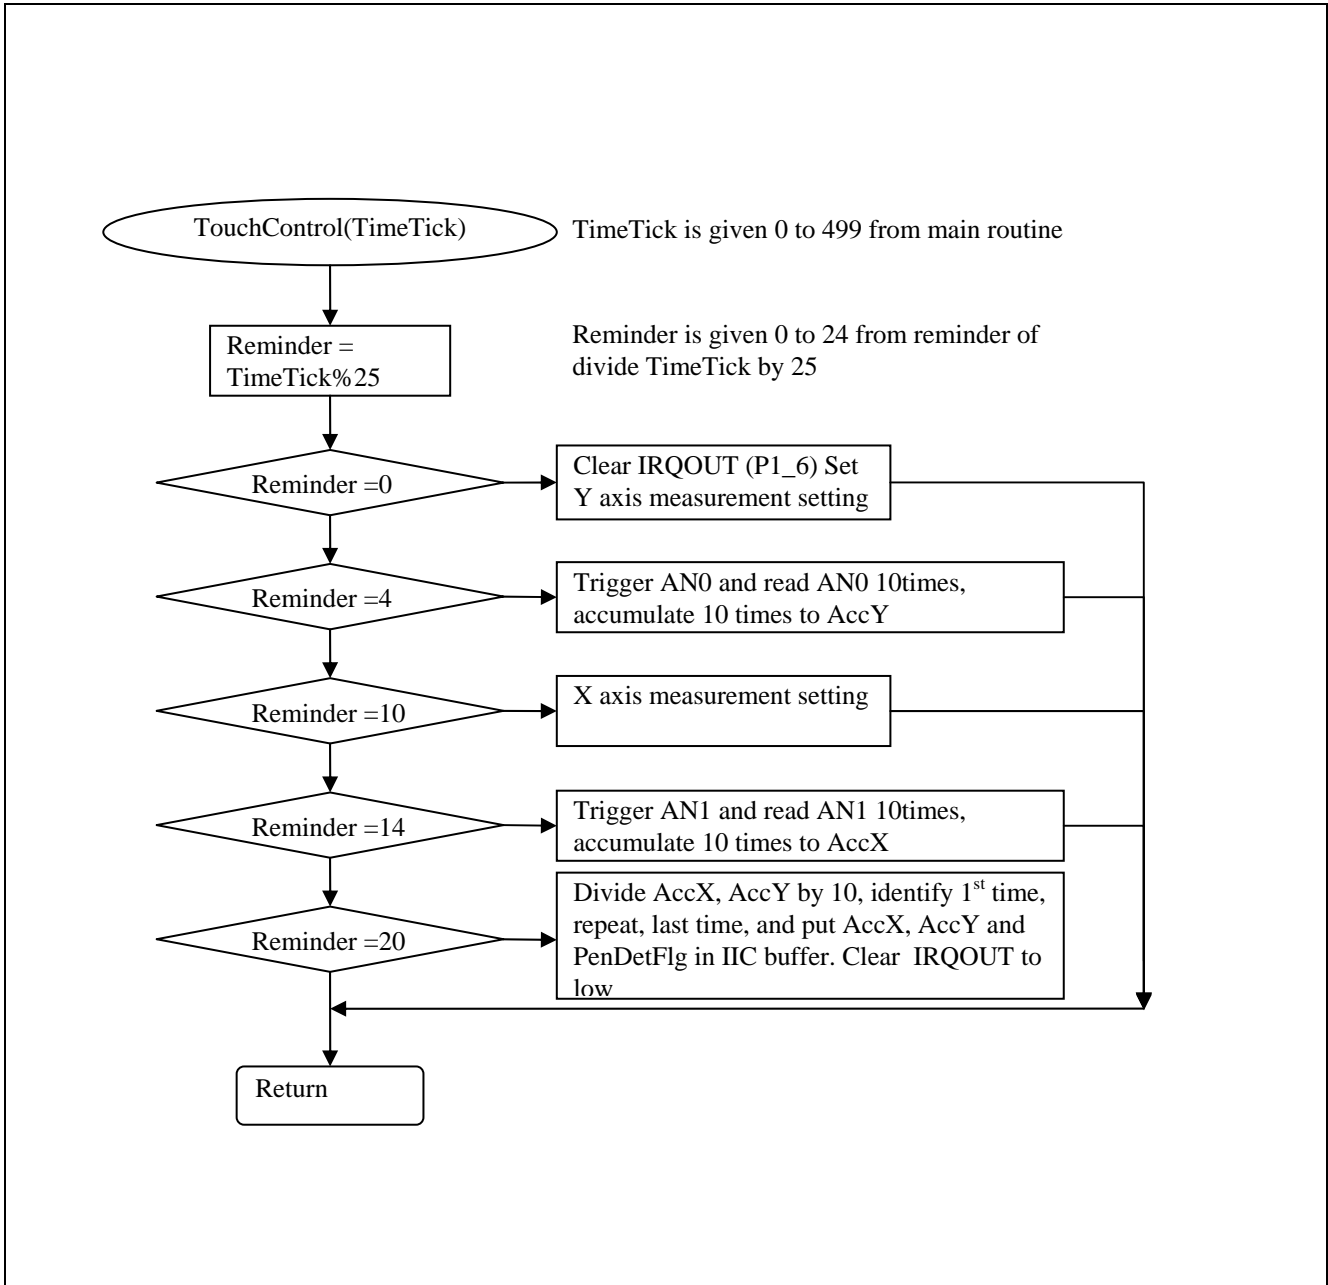 TouchControl(TimeTick)
TimeTick is given 0 to 499 from main routine
Reminder =
TimeTick%25
Reminder is given 0 to 24 from reminder of
divide TimeTick by 25
Reminder =0
Clear IRQOUT (P1_6) Set
Y axis measurement setting
Reminder =4
Trigger AN0 and read AN0 10times,
accumulate 10 times to AccY
Reminder =10
X axis measurement setting
Reminder =14
Trigger AN1 and read AN1 10times,
accumulate 10 times to AccX
Reminder =20
Divide AccX, AccY by 10, identify 1st time,
repeat, last time, and put AccX, AccY and
PenDetFlg in IIC buffer. Clear  IRQOUT to
low
Return